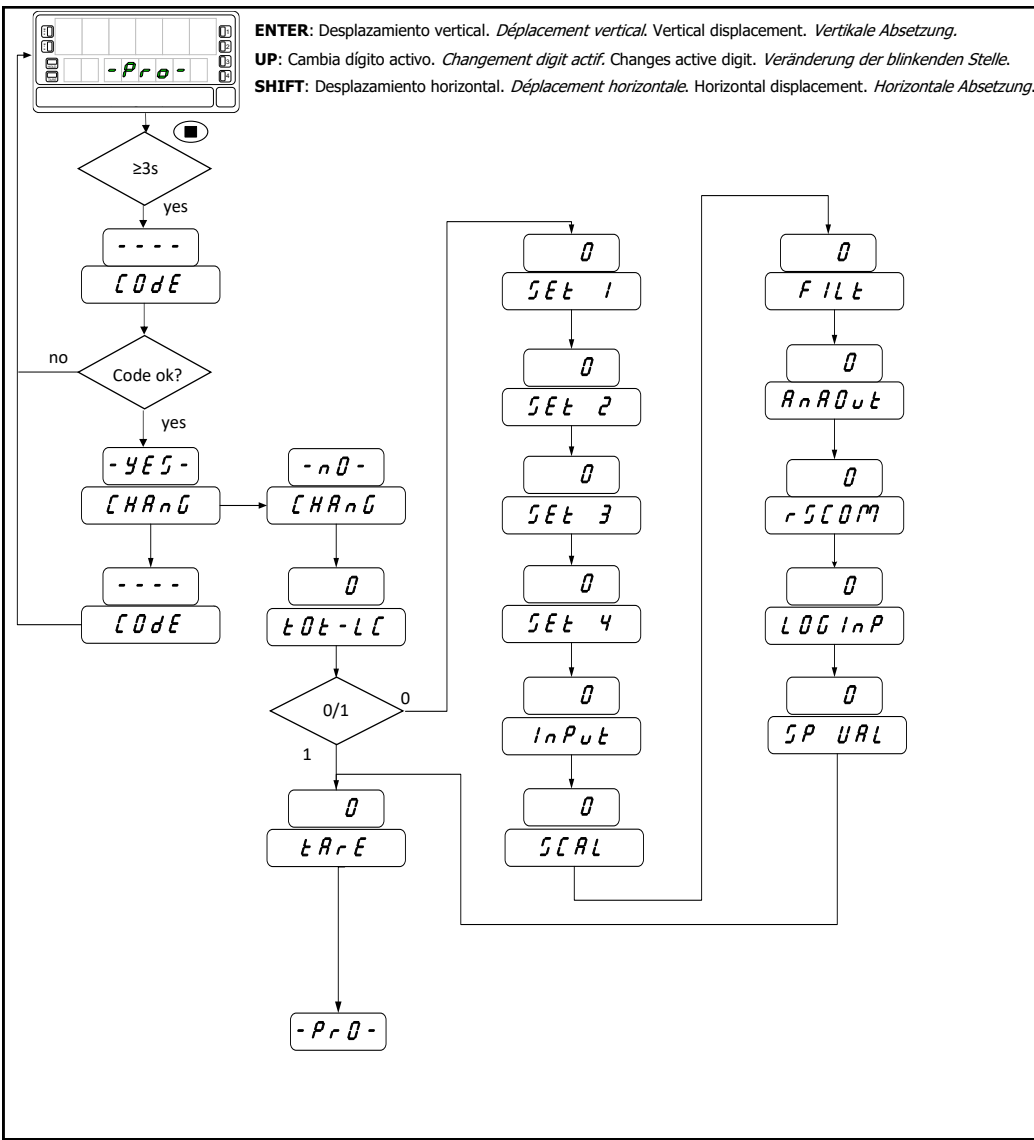 ENTER: Desplazamiento vertical. Déplacement vertical. Vertical displacement. Vertikale Absetzung.
UP: Cambia dígito activo. Changement digit actif. Changes active digit. Veränderung der blinkenden Stelle.
SHIFT: Desplazamiento horizontal. Déplacement horizontale. Horizontal displacement. Horizontale Absetzung.
-Pro-
≥3s
yes
----
CODE
Code ok?
no
yes
-YES-
CHAnG
----
CODE
-nO-
CHAnG
0
tOt-LC
0/1
0
1
0
tArE
-PrO-
0
SEt 1
0
SEt 2
0
SEt 3
0
SEt 4
0
InPut
0
SCAL
0
FILt
0
AnAOut
0
rSCOM
0
LOGInP
0
SP UAL